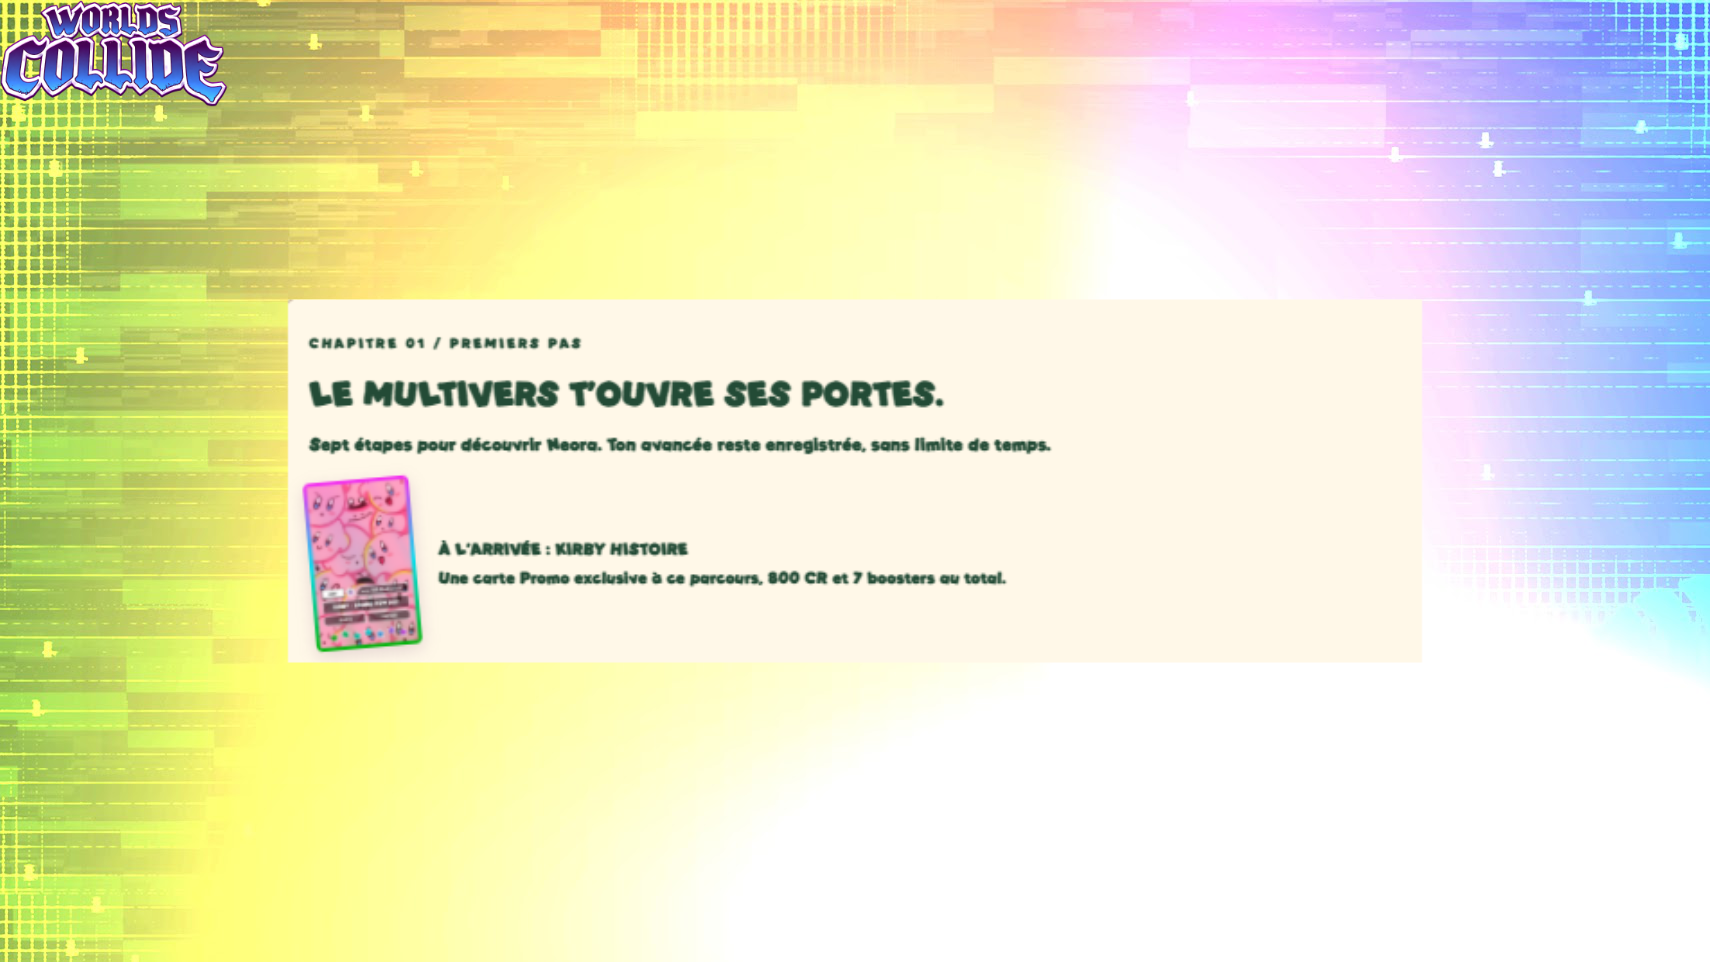 WORLDS
COLLIDE
CHAPITRE 01 / PREMIERS PAS
LE MULTIVERS T'OUVRE SES PORTES.
Sept étapes pour découvrir Neora. Ton avancée reste enregistrée, sans limite de temps.
À L'ARRIVÉE : KIRBY HISTOIRE
Une carte Promo exclusive à ce parcours, 800 CR et 7 boosters au total.